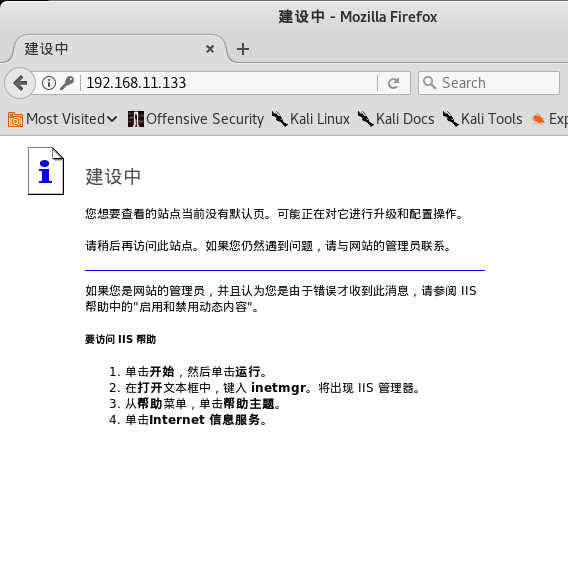 建设中 - Mozilla Firefox
建设中
192.168.11.133
Search
Most Visited
Offensive Security
Kali Linux
Kali Docs
Kali Tools
Exp
建设中
您想要查看的站点当前没有默认页。可能正在对它进行升级和配置操作。
请稍后再访问此站点。如果您仍然遇到问题，请与网站的管理员联系。
如果您是网站的管理员，并且认为您是由于错误才收到此消息，请参阅 IIS
帮助中的"启用和禁用动态内容"。
要访问 IIS 帮助
1. 单击开始，然后单击运行。
2. 在打开文本框中，键入 inetmgr。将出现 IIS 管理器。
3. 从帮助菜单，单击帮助主题。
4. 单击Internet 信息服务。